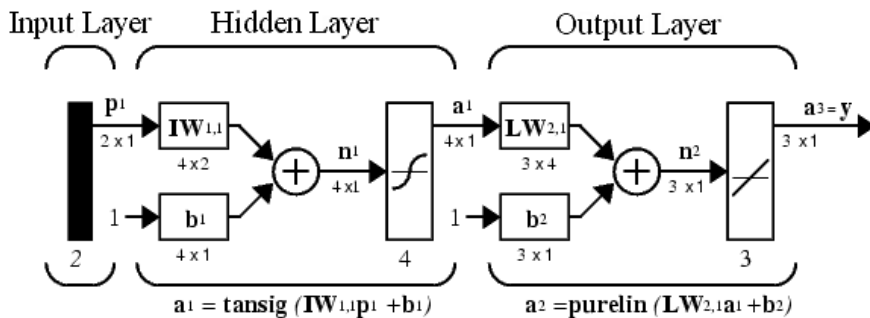 Input Layer Hidden Layer Output Layer
p1 IW1,1 a1 LW2,1 a3 = y
2 x 1 4 x 2 n1 4 x 1 3 x 4 n2 3 x 1
4 x1 3 x 1
1 b1 1 b2
4 x 1 3 x 1
2 4 3
a1 = tansig (IW1,1p1 +b1) a2 =purelin (LW2,1a1 +b2)